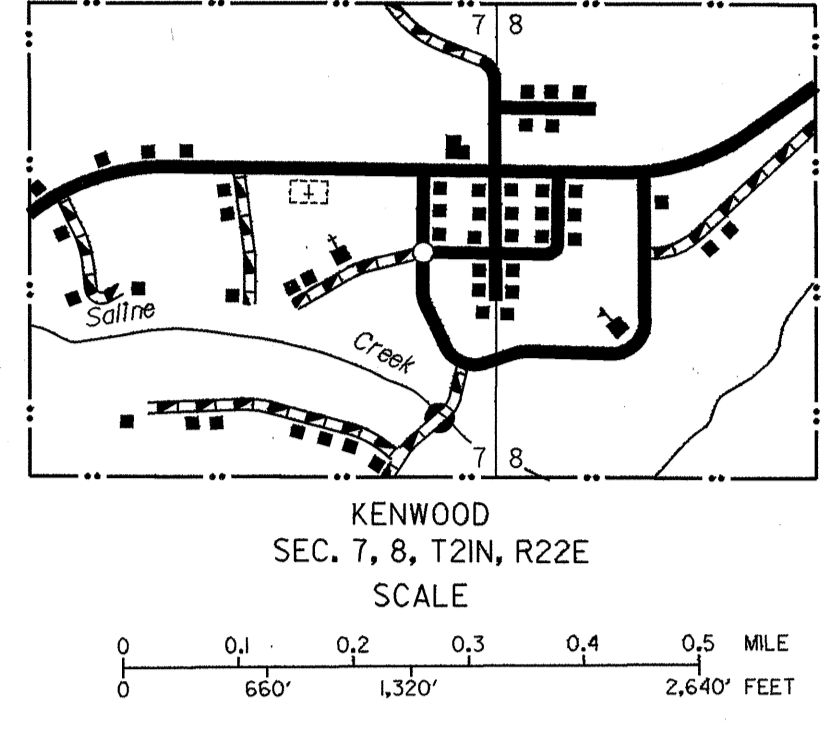 7 8
Saline
Creek
7 8
KENWOOD
SEC. 7, 8, T21N, R22E
SCALE
0 0.1 0.2 0.3 0.4 0.5 MILE
0 660' 1,320' 2,640' FEET